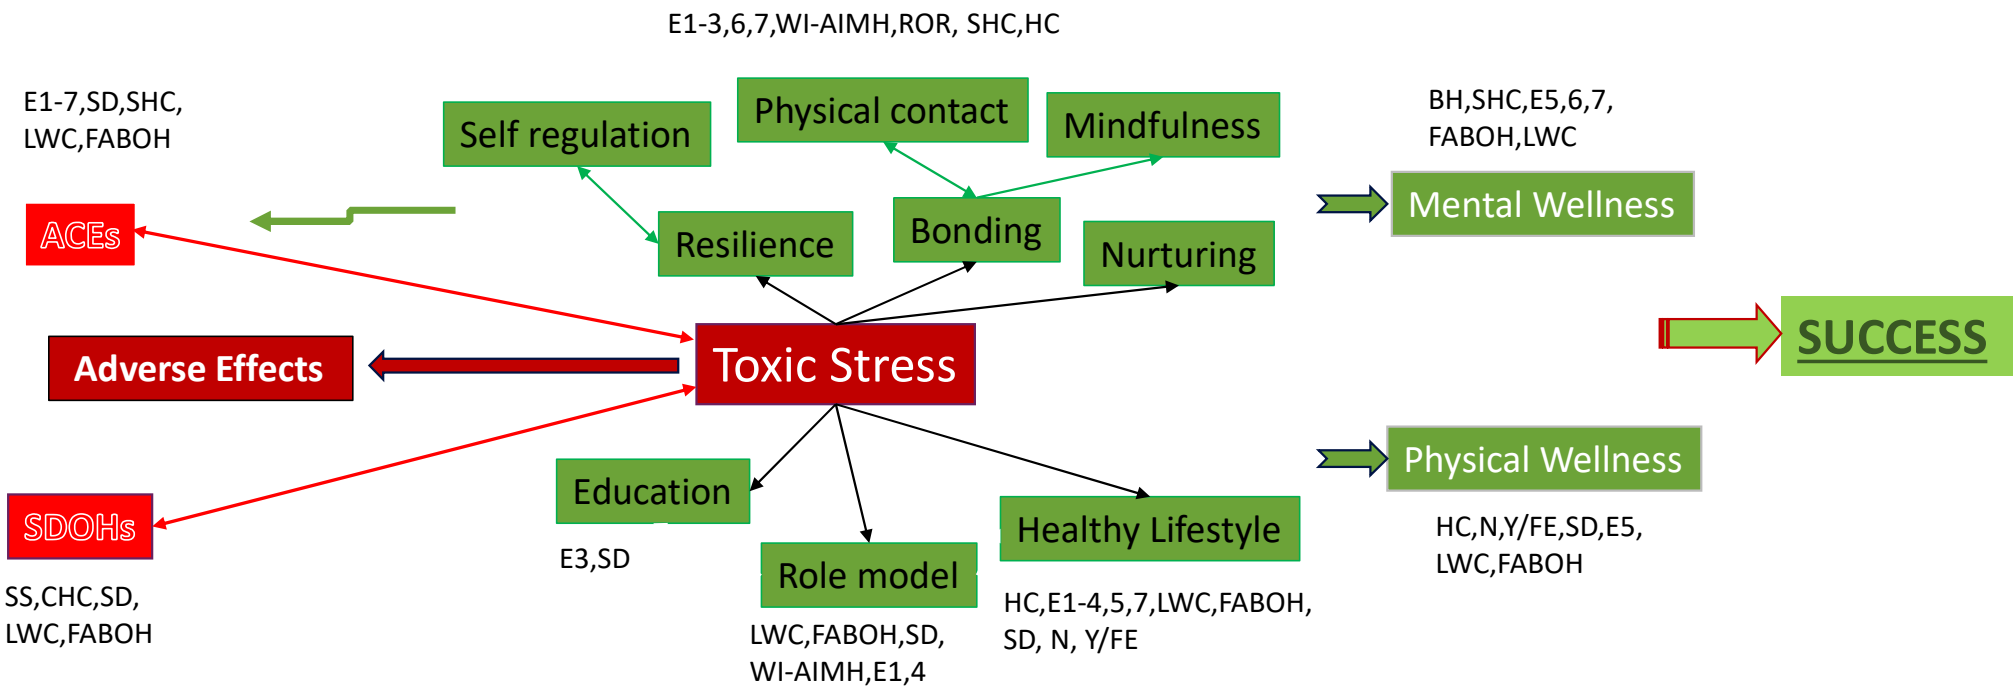 E1-3,6,7,WI-AIMH,ROR, SHC,HC
E1-7,SD,SHC,
LWC,FABOH
Self regulation
Physical contact
Mindfulness
BH,SHC,E5,6,7,
FABOH,LWC
ACEs
Resilience
Bonding
Nurturing
Mental Wellness
Adverse Effects
Toxic Stress
SUCCESS
Education
Healthy Lifestyle
Physical Wellness
SDOHs
E3,SD
Role model
HC,N,Y/FE,SD,E5,
LWC,FABOH
SS,CHC,SD,
LWC,FABOH
LWC,FABOH,SD,
WI-AIMH,E1,4
HC,E1-4,5,7,LWC,FABOH,
SD, N, Y/FE